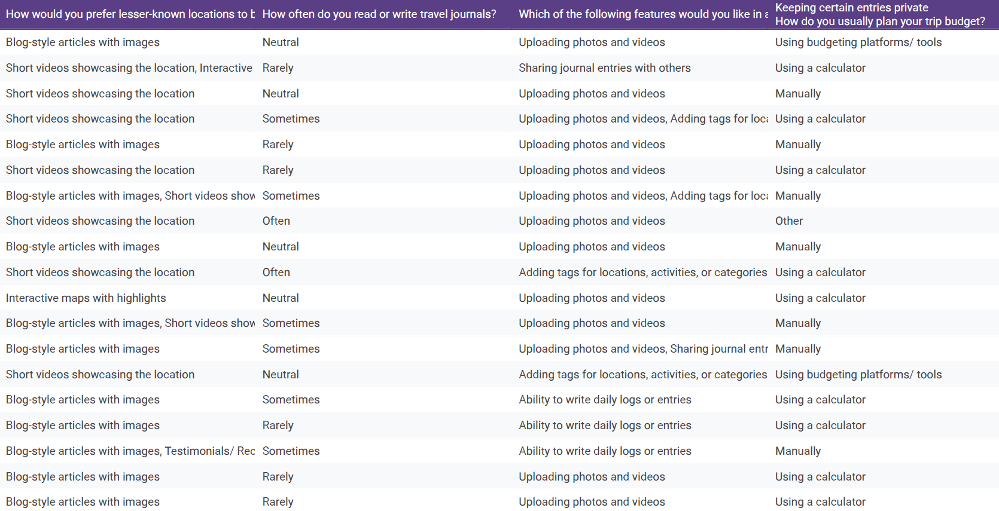 How would you prefer lesser-known locations to b
How often do you read or write travel journals?
Which of the following features would you like in a
Keeping certain entries private
How do you usually plan your trip budget?
Blog-style articles with images Neutral Uploading photos and videos Using budgeting platforms/ tools
Short videos showcasing the location, Interactive Rarely Sharing journal entries with others Using a calculator
Short videos showcasing the location Neutral Uploading photos and videos Manually
Short videos showcasing the location Sometimes Uploading photos and videos, Adding tags for loca Using a calculator
Blog-style articles with images Rarely Uploading photos and videos Manually
Short videos showcasing the location Rarely Uploading photos and videos Using a calculator
Blog-style articles with images, Short videos show Sometimes Uploading photos and videos, Adding tags for loca Manually
Short videos showcasing the location Often Uploading photos and videos Other
Blog-style articles with images Neutral Uploading photos and videos Manually
Short videos showcasing the location Often Adding tags for locations, activities, or categories Using a calculator
Interactive maps with highlights Neutral Uploading photos and videos Using a calculator
Blog-style articles with images, Short videos show Sometimes Uploading photos and videos Manually
Blog-style articles with images Sometimes Uploading photos and videos, Sharing journal entr Manually
Short videos showcasing the location Neutral Adding tags for locations, activities, or categories Using budgeting platforms/ tools
Blog-style articles with images Sometimes Ability to write daily logs or entries Using a calculator
Blog-style articles with images Rarely Ability to write daily logs or entries Using a calculator
Blog-style articles with images, Testimonials/ Rec Sometimes Ability to write daily logs or entries Manually
Blog-style articles with images Rarely Uploading photos and videos Using a calculator
Blog-style articles with images Rarely Uploading photos and videos Using a calculator